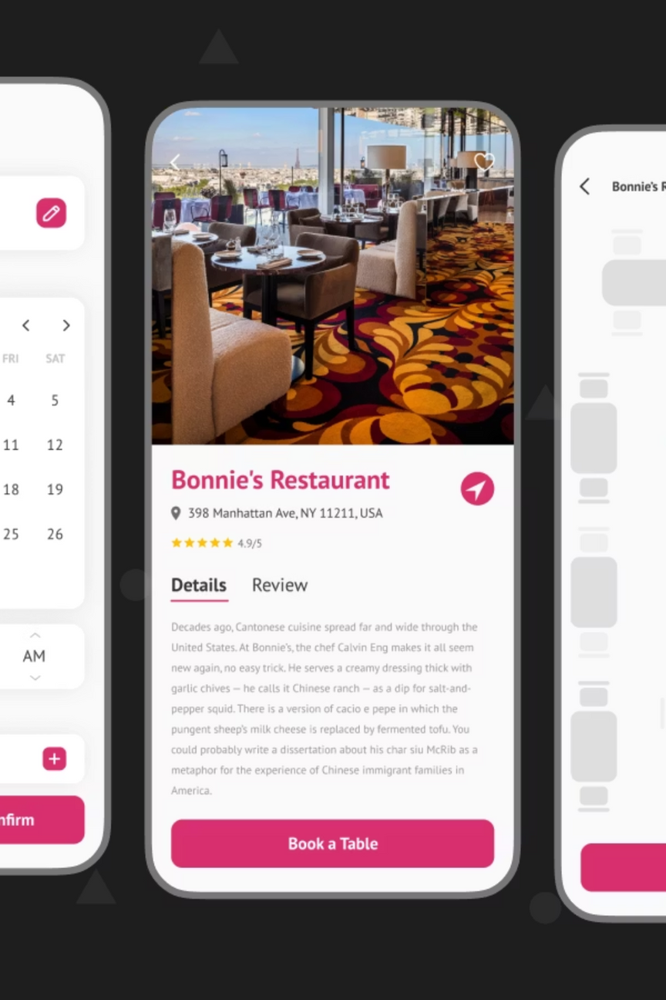 FRI SAT
4 5
11 12
18 19
25 26
AM
nfirm
Bonnie's Restaurant
398 Manhattan Ave, NY 11211, USA
4.9/5
Details Review
Decades ago, Cantonese cuisine spread far and wide through the
United States. At Bonnie's, the chef Calvin Eng makes it all seem
new again, no easy trick. He serves a creamy dressing thick with
garlic chives — he calls it Chinese ranch — as a dip for salt-and-
pepper squid. There is a version of cacio e pepe in which the
pungent sheep's milk cheese is replaced by fermented tofu. You
could probably write a dissertation about his char siu McRib as a
metaphor for the experience of Chinese immigrant families in
America.
Book a Table
Bonnie's R